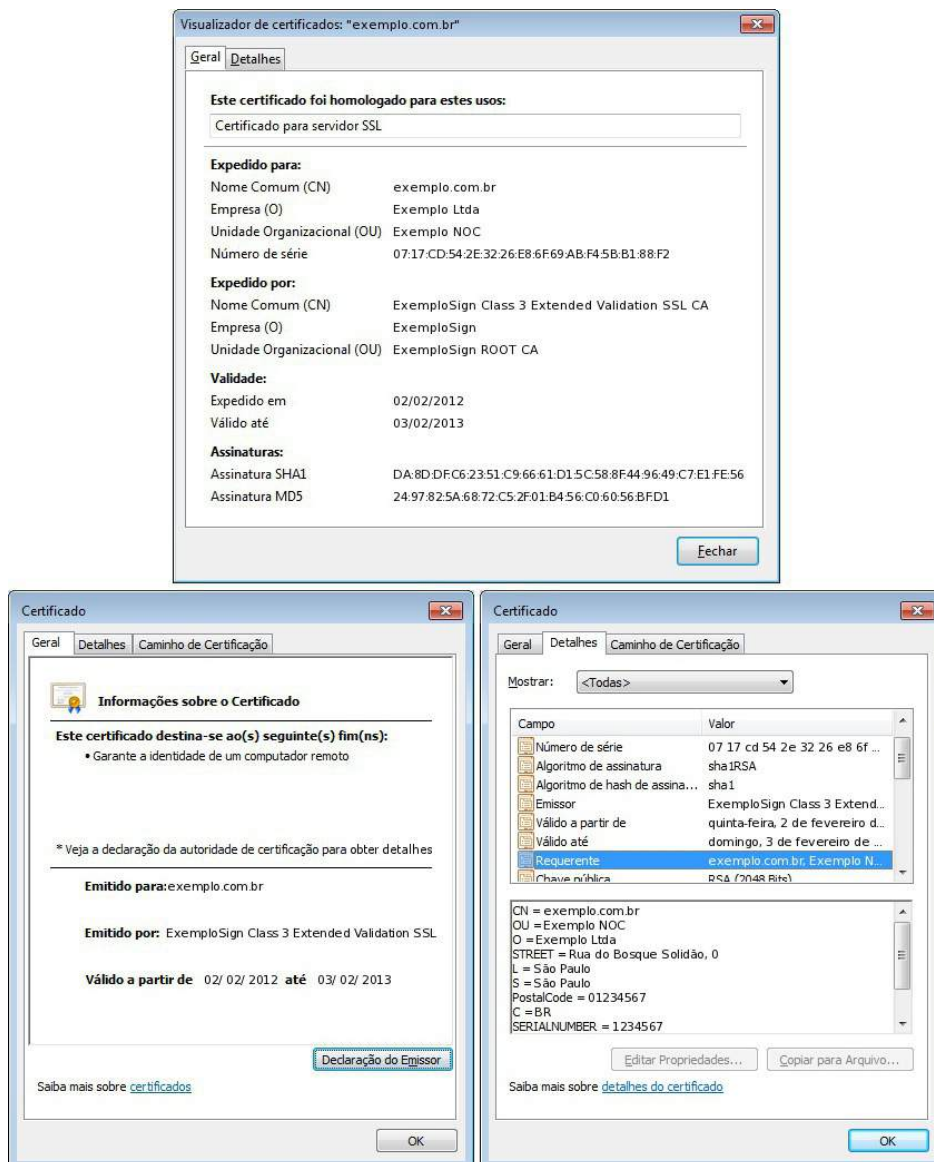 Visualizador de certificados: "exemplo.com.br"
Geral Detalhes
Este certificado foi homologado para estes usos:
Certificado para servidor SSL
Expedido para:
Nome Comum (CN) exemplo.com.br
Empresa (O) Exemplo Ltda
Unidade Organizacional (OU) Exemplo NOC
Número de série 07:17:CD:54:2E:32:26:E8:6F:69:AB:F4:5B:B1:88:F2
Expedido por:
Nome Comum (CN) ExemploSign Class 3 Extended Validation SSL CA
Empresa (O) ExemploSign
Unidade Organizacional (OU) ExemploSign ROOT CA
Validade:
Expedido em 02/02/2012
Válido até 03/02/2013
Assinaturas:
Assinatura SHA1 DA:8D:DF:C6:23:51:C9:66:61:D1:5C:58:8F:44:96:49:C7:E1:FE:56
Assinatura MD5 24:97:82:5A:68:72:C5:2F:01:B4:56:C0:60:56:BF:D1
Fechar
Certificado
Geral Detalhes Caminho de Certificação
Informações sobre o Certificado
Este certificado destina-se ao(s) seguinte(s) fim(ns):
• Garante a identidade de um computador remoto
* Veja a declaração da autoridade de certificação para obter detalhes
Emitido para:exemplo.com.br
Emitido por: ExemploSign Class 3 Extended Validation SSL
Válido a partir de 02/ 02/ 2012 até 03/ 02/ 2013
Declaração do Emissor
Saiba mais sobre certificados
OK
Certificado
Geral Detalhes Caminho de Certificação
Mostrar: <Todas>
Campo Valor
Número de série 07 17 cd 54 2e 32 26 e8 6f ...
Algoritmo de assinatura sha1RSA
Algoritmo de hash de assina... sha1
Emissor ExemploSign Class 3 Extend...
Válido a partir de quinta-feira, 2 de fevereiro d...
Válido até domingo, 3 de fevereiro de ...
Requerente exemplo.com.br, Exemplo N...
Chave pública RSA (2048 Bits)
CN = exemplo.com.br
OU =Exemplo NOC
O =Exemplo Ltda
STREET = Rua do Bosque Solidão, 0
L = São Paulo
S = São Paulo
PostalCode = 01234567
C =BR
SERIALNUMBER = 1234567
Editar Propriedades... Copiar para Arquivo...
Saiba mais sobre detalhes do certificado
OK